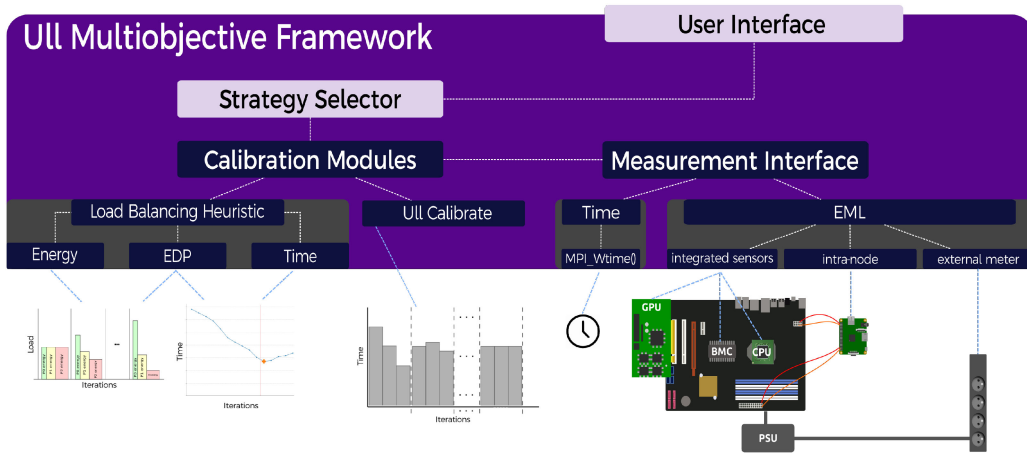 Ull Multiobjective Framework
User Interface
Strategy Selector
Calibration Modules
Measurement Interface
Load Balancing Heuristic
Ull Calibrate
Time
EML
Energy
EDP
Time
MPI_Wtime()
integrated sensors
intra-node
external meter
Load
Iterations
Time
Iterations
Time
Iterations
GPU
BMC
CPU
PSU